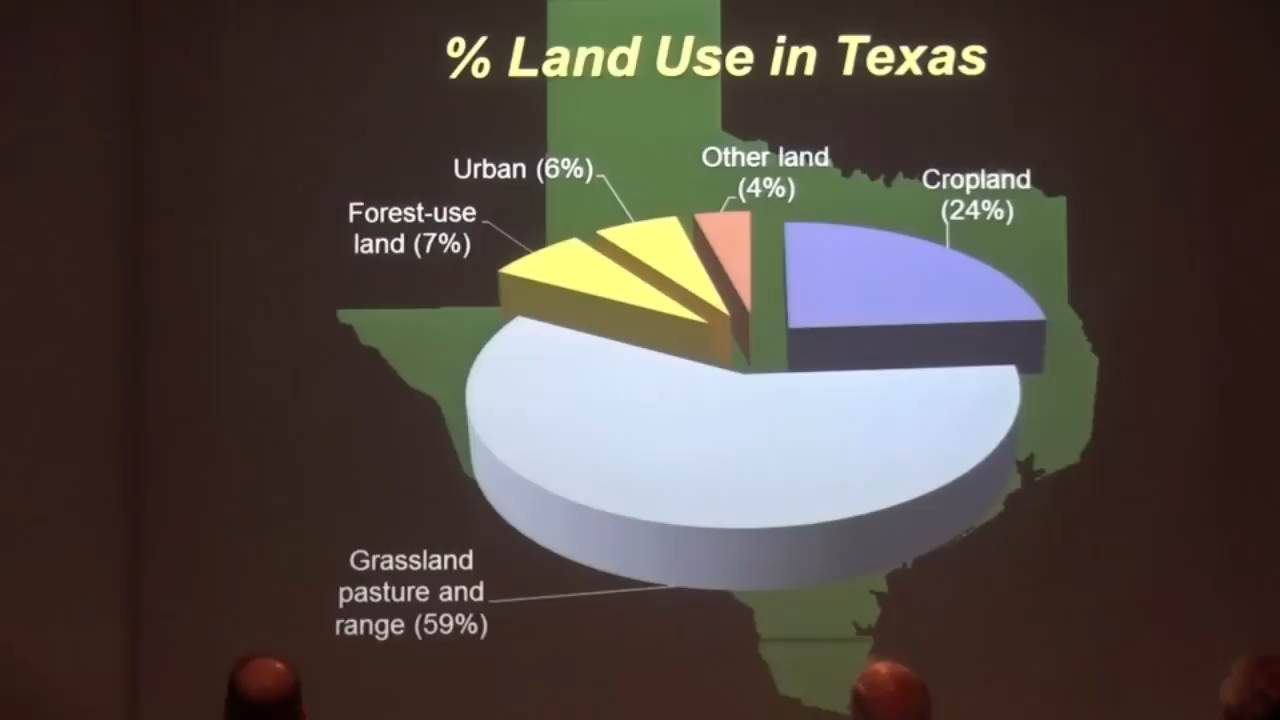 % Land Use in Texas
Urban (6%)
Other land
(4%)
Cropland
(24%)
Forest-use
land (7%)
Grassland
pasture and
range (59%)